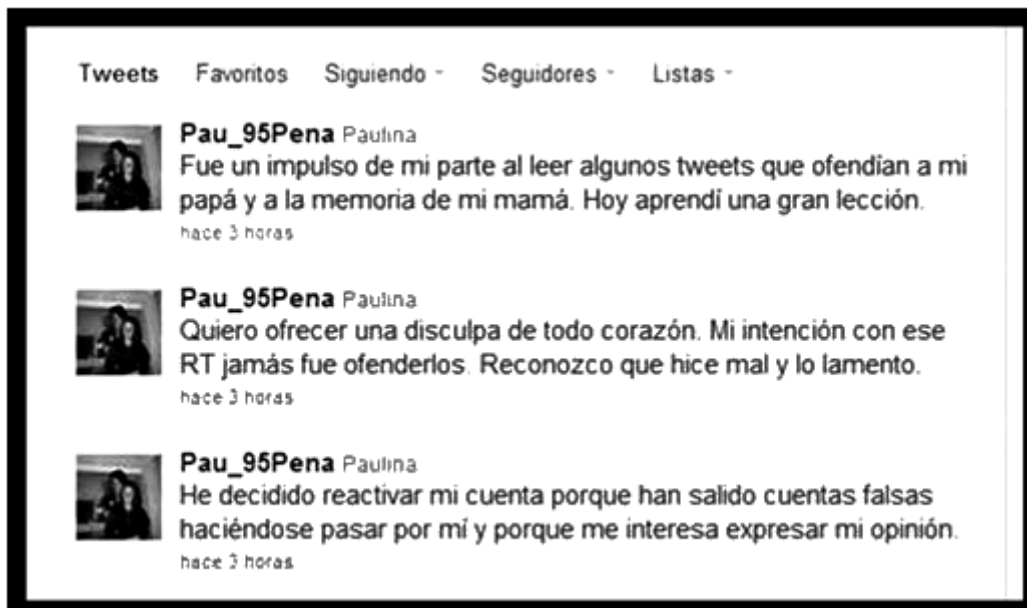 Tweets Favoritos Siguiendo Seguidores Listas
Pau_95Pena Paulina
Fue un impulso de mi parte al leer algunos tweets que ofendían a mi
papá y a la memoria de mi mamá. Hoy aprendí una gran lección.
hace 3 horas
Pau_95Pena Paulina
Quiero ofrecer una disculpa de todo corazón. Mi intención con ese
RT jamás fue ofenderlos. Reconozco que hice mal y lo lamento.
hace 3 horas
Pau_95Pena Paulina
He decidido reactivar mi cuenta porque han salido cuentas falsas
haciéndose pasar por mí y porque me interesa expresar mi opinión.
hace 3 horas